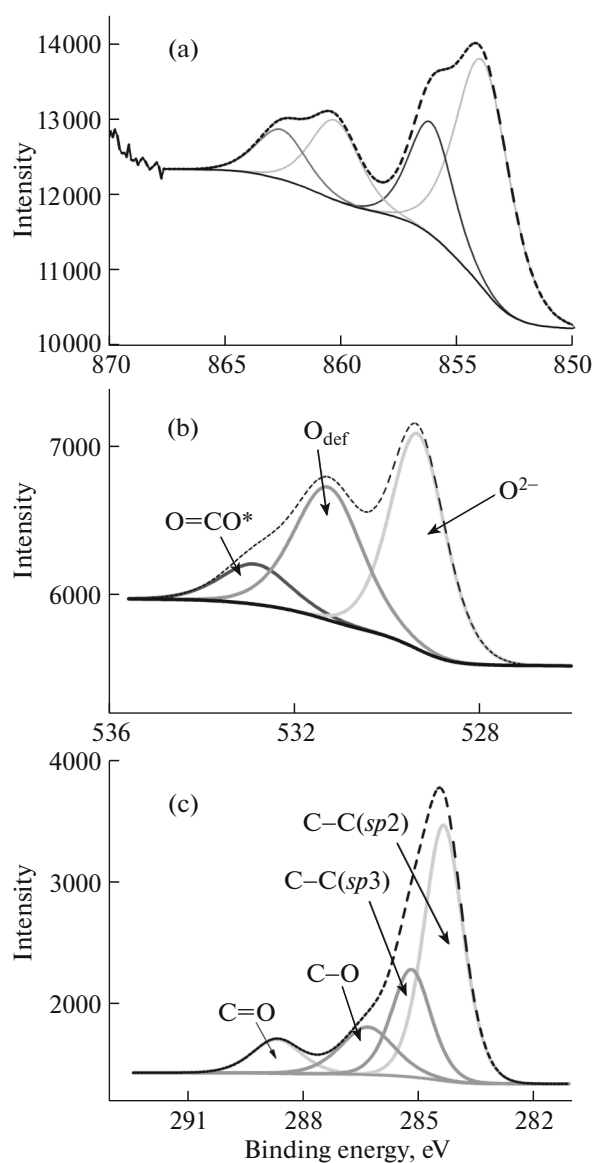 (a)
14000
13000
12000
11000
10000
Intensity
870 865 860 855 850
(b)
O_def
O=CO*
O²⁻
7000
6000
Intensity
536 532 528
(c)
4000
C–C(sp2)
C–C(sp3)
C–O
C=O
3000
2000
Intensity
291 288 285 282
Binding energy, eV